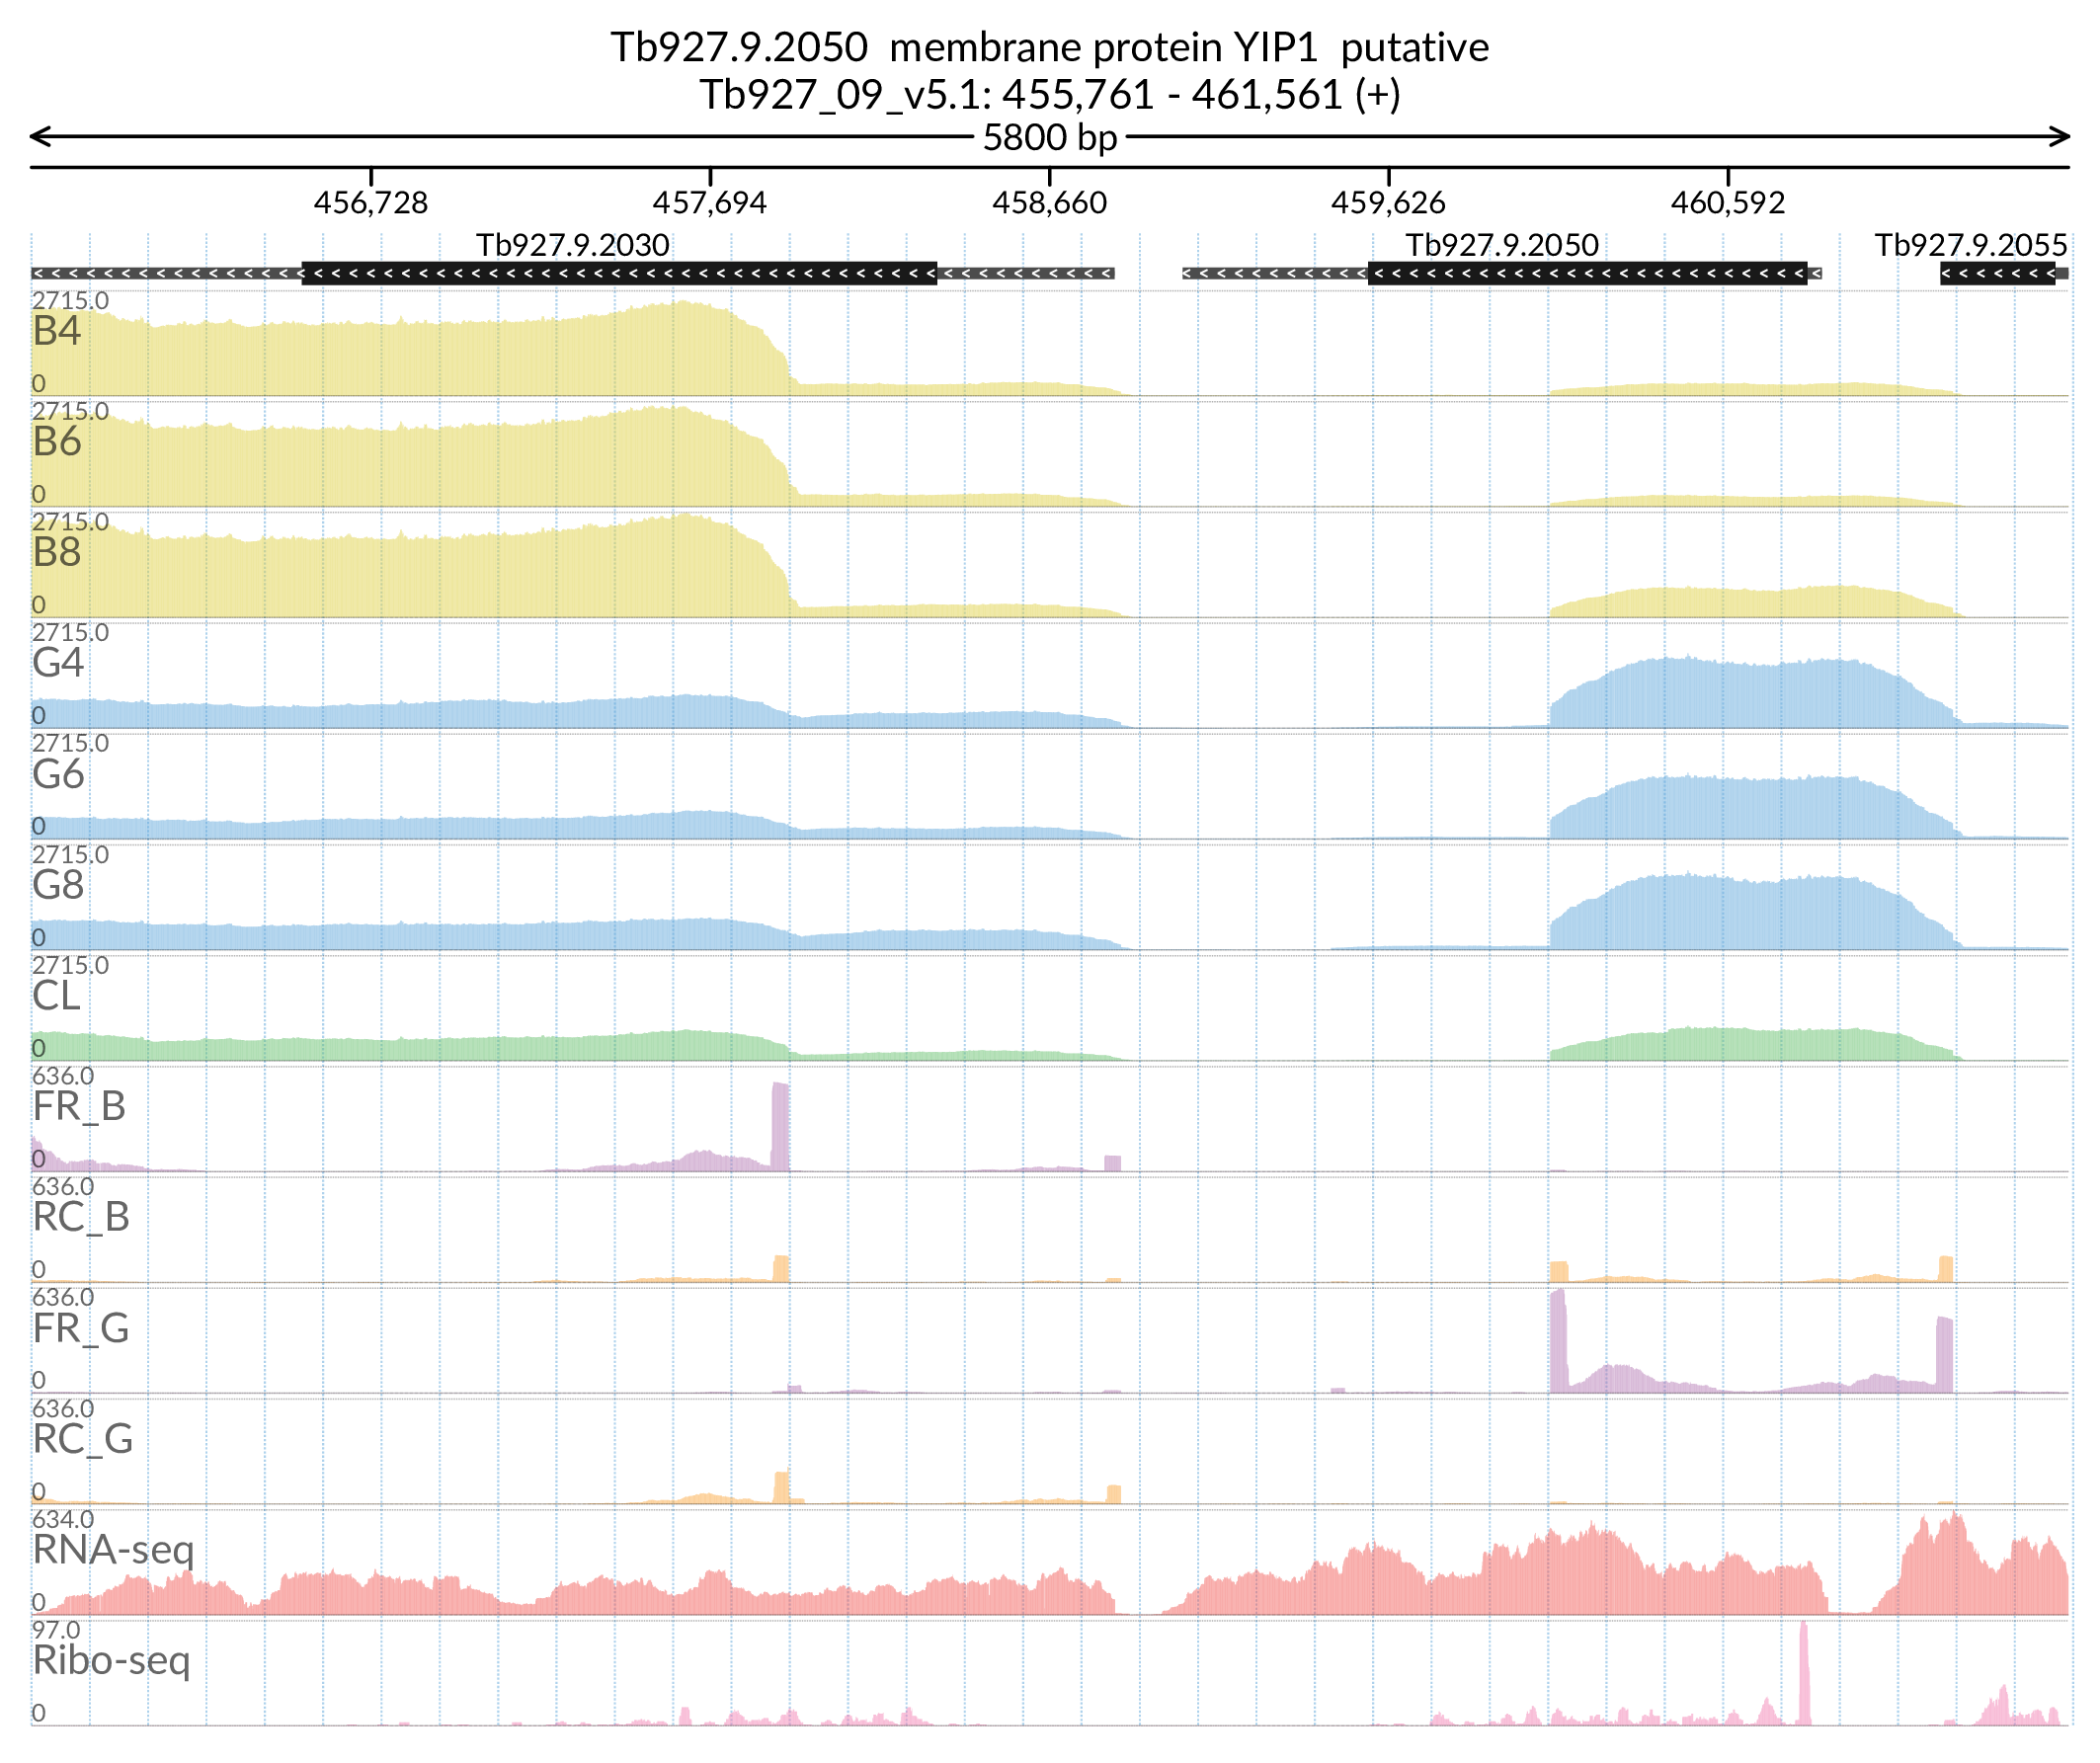 Tb927.9.2050 membrane protein YIP1 putative
Tb927_09_v5.1: 455,761 - 461,561 (+)
5800 bp
456,728 457,694 458,660 459,626 460,592
Tb927.9.2030 Tb927.9.2050 Tb927.9.2055
2715.0
B4
0
2715.0
B6
0
2715.0
B8
0
2715.0
G4
0
2715.0
G6
0
2715.0
G8
0
2715.0
CL
0
636.0
FR_B
0
636.0
RC_B
0
636.0
FR_G
0
636.0
RC_G
0
634.0
RNA-seq
0
97.0
Ribo-seq
0